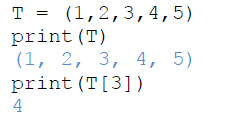 T = (1,2,3,4,5)
print(T)
(1, 2, 3, 4, 5)
print(T[3])
4